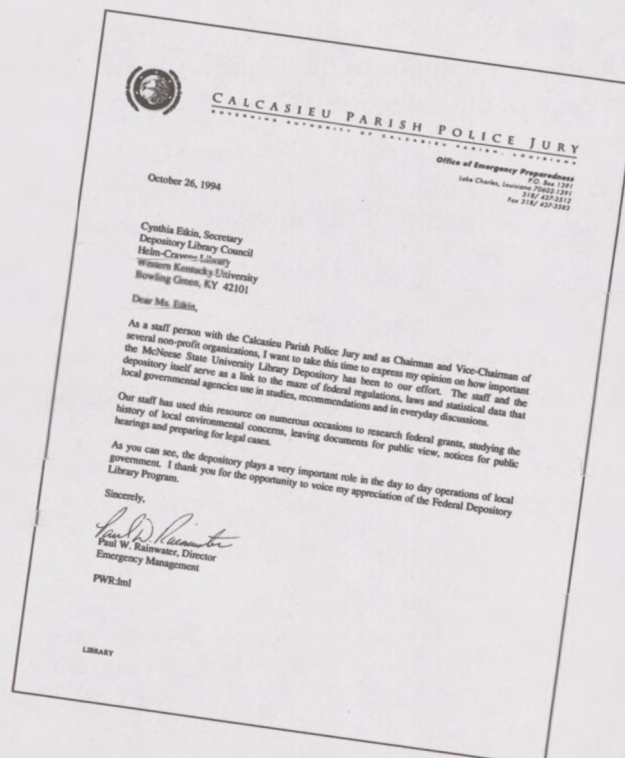 CALCASIEU PARISH POLICE JURY
GOVERNING AUTHORITY OF CALCASIEU PARISH, LOUISIANA
Office of Emergency Preparedness
P.O. Box 1391
Lake Charles, Louisiana 70602-1391
318/ 437-3512
Fax 318/ 437-3583
October 26, 1994
Cynthia Etkin, Secretary
Depository Library Council
Helm-Cravens Library
Western Kentucky University
Bowling Green, KY 42101
Dear Ms. Etkin,
As a staff person with the Calcasieu Parish Police Jury and as Chairman and Vice-Chairman of
several non-profit organizations, I want to take this time to express my opinion on how important
the McNeese State University Library Depository has been to our effort. The staff and the
depository itself serve as a link to the maze of federal regulations, laws and statistical data that
local governmental agencies use in studies, recommendations and in everyday discussions.
Our staff has used this resource on numerous occasions to research federal grants, studying the
history of local environmental concerns, leaving documents for public view, notices for public
hearings and preparing for legal cases.
As you can see, the depository plays a very important role in the day to day operations of local
government. I thank you for the opportunity to voice my appreciation of the Federal Depository
Library Program.
Sincerely,
Paul W. Rainwater
Paul W. Rainwater, Director
Emergency Management
PWR:lml
LIBRARY